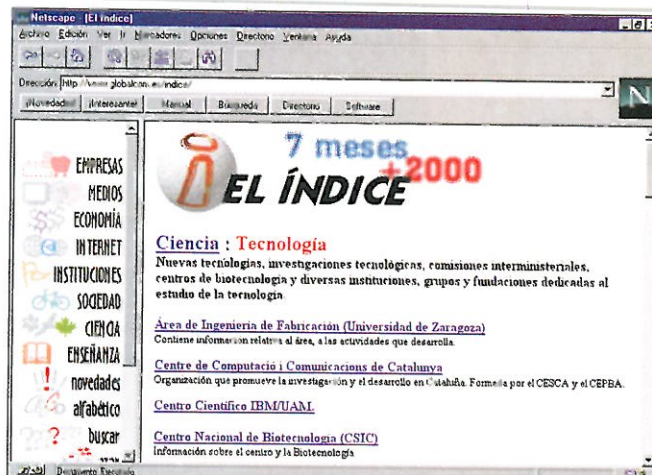 Netscape - [El índice]
Archivo Edición Ver Ir Marcadores Opciones Directorio Ventana Ayuda
Dirección: http://www.globalcom.es/indice/
¡Novedades! ¡Interesante! Manual Búsqueda Directorio Software
N
EMPRESAS
MEDIOS
ECONOMÍA
INTERNET
INSTITUCIONES
SOCIEDAD
CIENCIA
ENSEÑANZA
novedades
alfabético
buscar
7 meses
+2000
EL ÍNDICE
Ciencia : Tecnología
Nuevas tecnologías, investigaciones tecnológicas, comisiones interministeriales,
centros de biotecnología y diversas instituciones, grupos y fundaciones dedicadas al
estudio de la tecnología
Área de Ingeniería de Fabricación (Universidad de Zaragoza)
Contiene información relativa al área, a las actividades que desarrolla.
Centre de Computació i Comunicacions de Catalunya
Organización que promueve la investigación y el desarrollo en Cataluña. Formada por el CESCA y el CEPBA.
Centro Científico IBM/UAM.
Centro Nacional de Biotecnología (CSIC)
Información sobre el centro y la Biotecnología
Documento Ejecutado